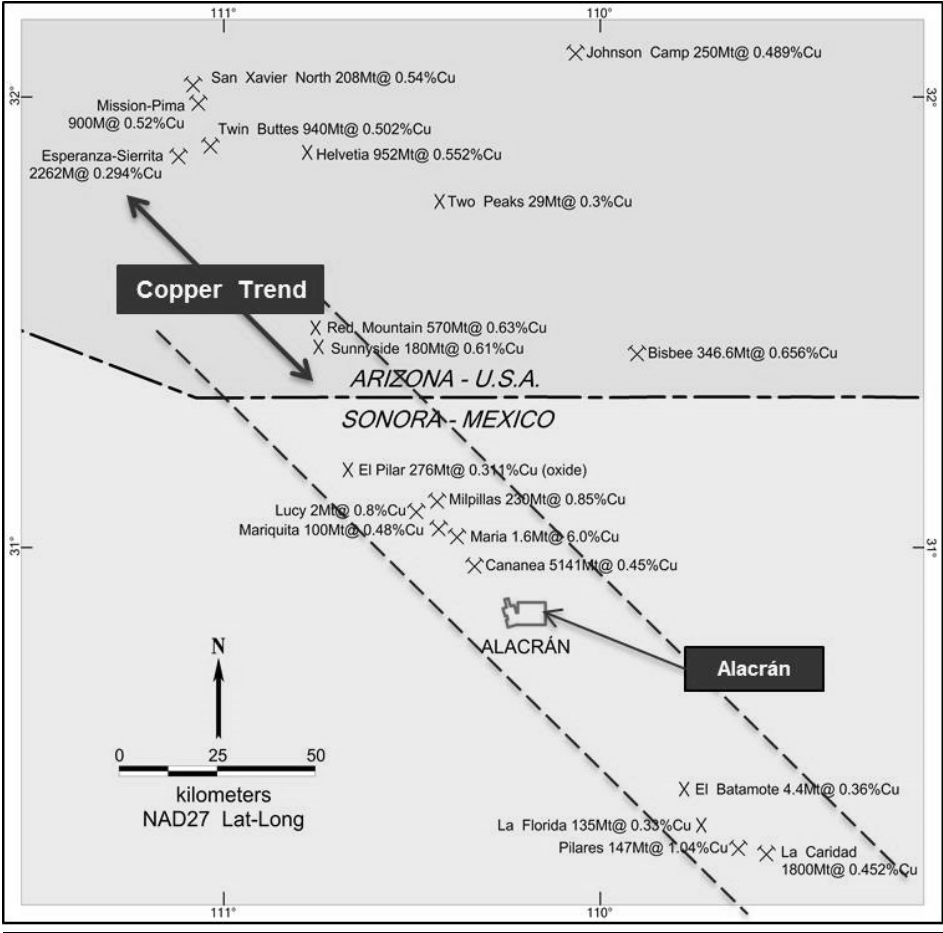 111°
110°
Johnson Camp 250Mt@ 0.489%Cu
San Xavier North 208Mt@ 0.54%Cu
32°
32°
Mission-Pima
900M@ 0.52%Cu
Twin Buttes 940Mt@ 0.502%Cu
Esperanza-Sierrita
2262M@ 0.294%Cu
Helvetia 952Mt@ 0.552%Cu
Two Peaks 29Mt@ 0.3%Cu
Copper Trend
Red. Mountain 570Mt@ 0.63%Cu
Sunnyside 180Mt@ 0.61%Cu
Bisbee 346.6Mt@ 0.656%Cu
ARIZONA - U.S.A.
SONORA - MEXICO
El Pilar 276Mt@ 0.311%Cu (oxide)
Milpillas 230Mt@ 0.85%Cu
Lucy 2Mt@ 0.8%Cu
Mariquita 100Mt@ 0.48%Cu
Maria 1.6Mt@ 6.0%Cu
31°
31°
Cananea 5141Mt@ 0.45%Cu
ALACRÁN
Alacrán
N
0 25 50
kilometers
NAD27 Lat-Long
El Batamote 4.4Mt@ 0.36%Cu
La Florida 135Mt@ 0.33%Cu
Pilares 147Mt@ 1.04%Cu
La Caridad
1800Mt@ 0.452%Cu
111°
110°